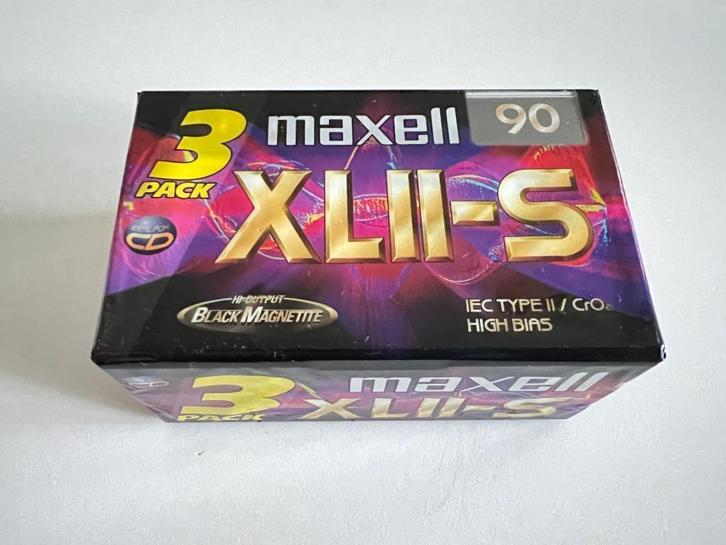 3 PACK
maxell
90
XLII-S
CD
HI-OUTPUT
BLACK MAGNETITE
IEC TYPE II / CrO2
HIGH BIAS
CD
3 PACK
maxell
XLII-S